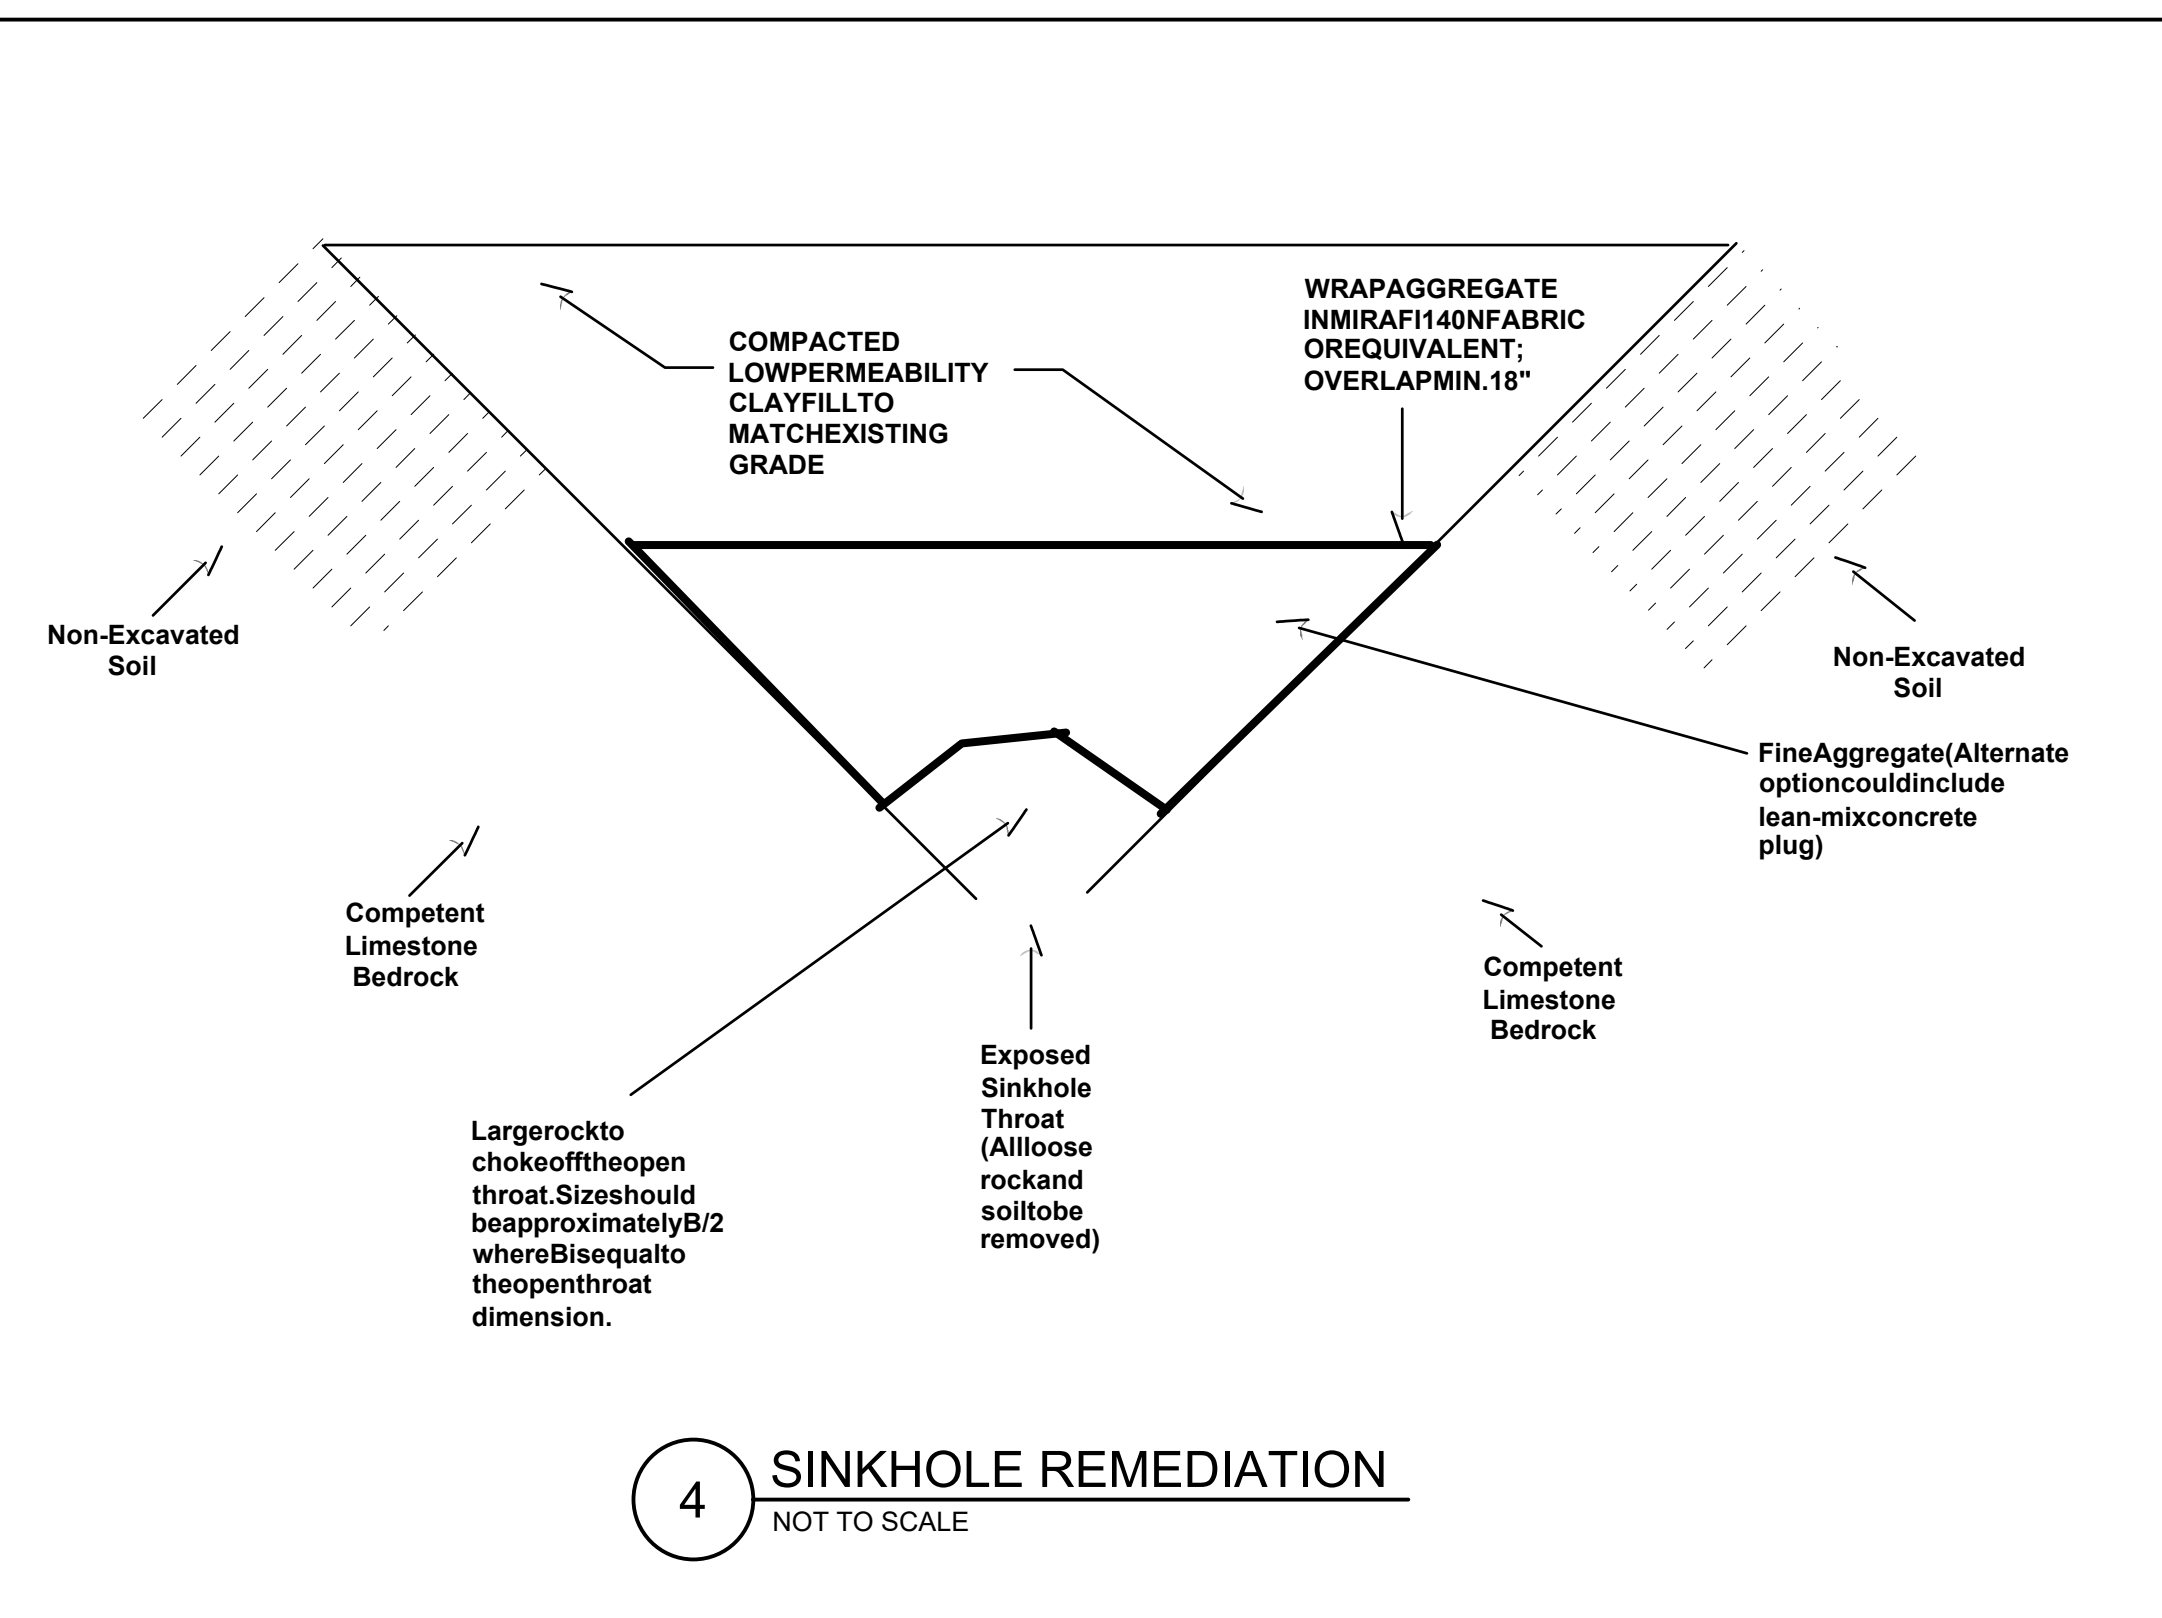 COMPACTED
LOWPERMEABILITY
CLAYFILLTO
MATCHEXISTING
GRADE
WRAPAGGREGATE
INMIRAFI140NFABRIC
OREQUIVALENT;
OVERLAPMIN.18"
Non-Excavated
Soil
Non-Excavated
Soil
FineAggregate(Alternate
optioncouldinclude
lean-mixconcrete
plug)
Competent
Limestone
Bedrock
Competent
Limestone
Bedrock
Largerockto
chokeofftheopen
throat.Sizeshould
beapproximatelyB/2
whereBisequalto
theopenthroat
dimension.
Exposed
Sinkhole
Throat
(Allloose
rockand
soiltobe
removed)
4
SINKHOLE REMEDIATION
NOT TO SCALE